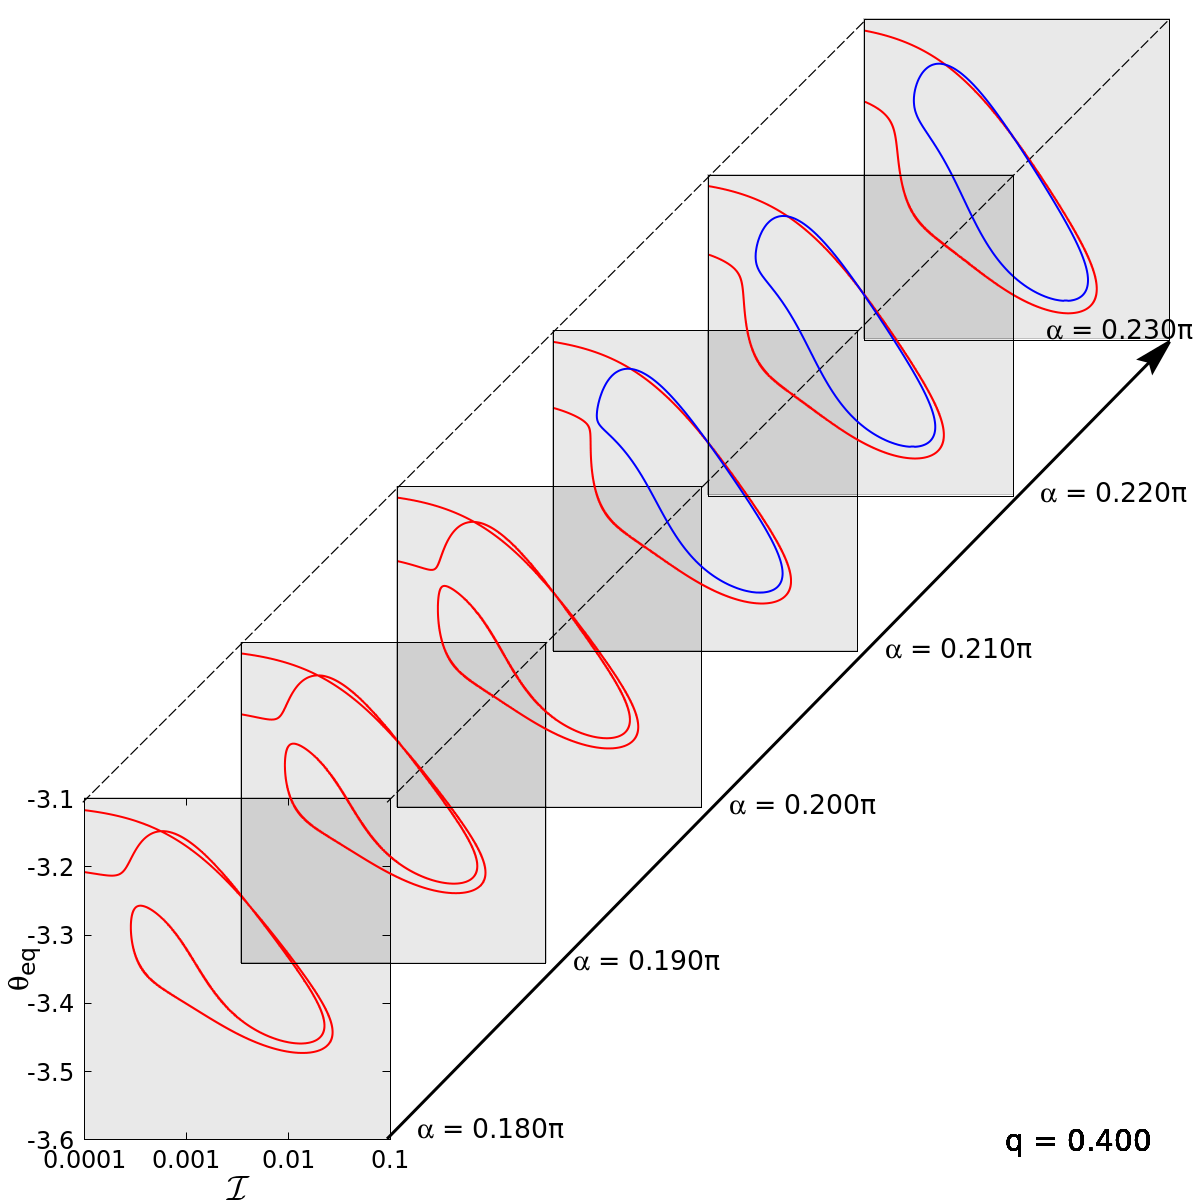 α = 0.230π
α = 0.220π
α = 0.210π
α = 0.200π
α = 0.190π
α = 0.180π
-3.1
-3.2
-3.3
-3.4
-3.5
-3.6
θeq
0.0001 0.001 0.01 0.1
ℐ
q = 0.400